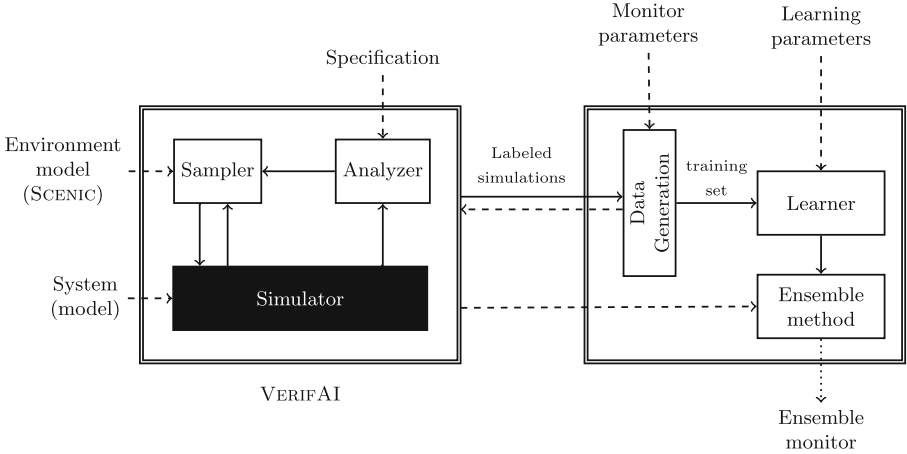 Monitor
parameters
Learning
parameters
Specification
Environment
model
(SCENIC)
Sampler
Analyzer
Labeled
simulations
Data
Generation
training
set
Learner
System
(model)
Simulator
Ensemble
method
VERIFAI
Ensemble
monitor